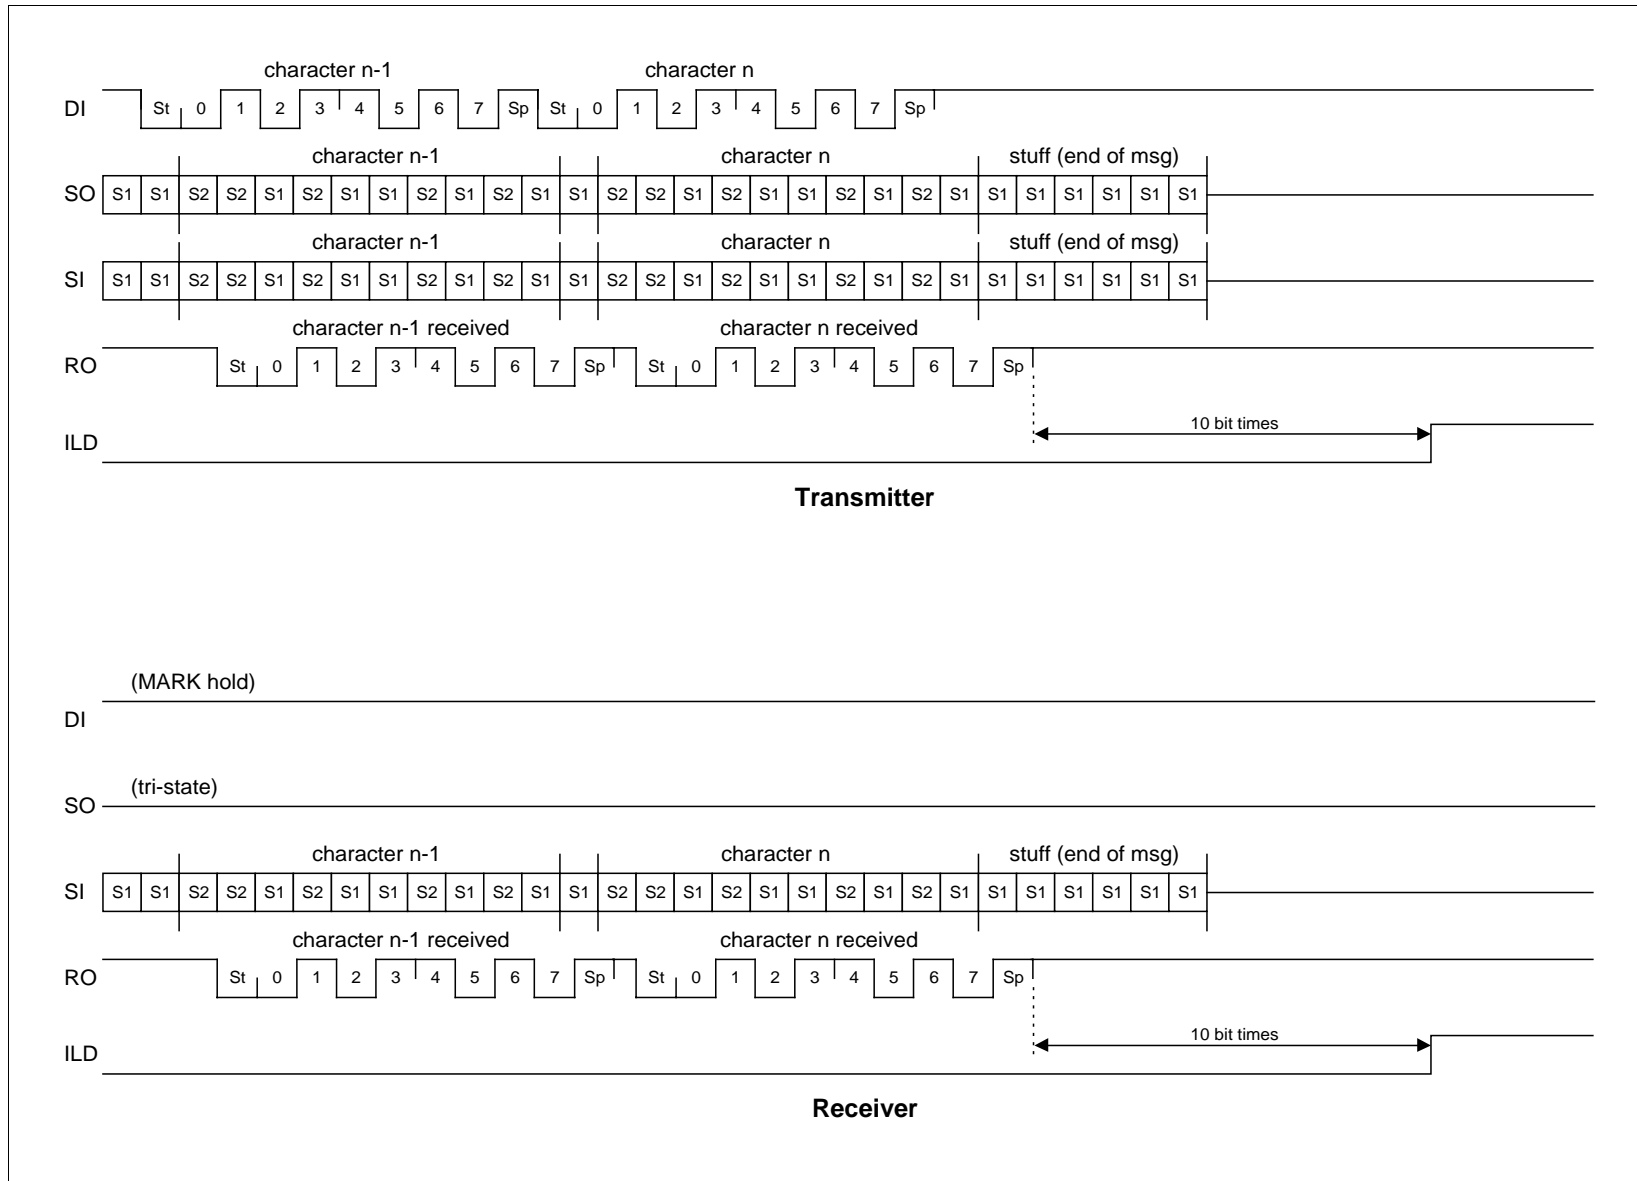 character n-1 character n
DI St 0 1 2 3 4 5 6 7 Sp St 0 1 2 3 4 5 6 7 Sp
character n-1 character n stuff (end of msg)
SO S1 S1 S2 S2 S1 S2 S1 S1 S2 S1 S2 S1 S1 S2 S2 S1 S2 S1 S1 S2 S1 S2 S1 S1 S1 S1 S1 S1 S1
character n-1 character n stuff (end of msg)
SI S1 S1 S2 S2 S1 S2 S1 S1 S2 S1 S2 S1 S1 S2 S2 S1 S2 S1 S1 S2 S1 S2 S1 S1 S1 S1 S1 S1 S1
character n-1 received character n received
RO St 0 1 2 3 4 5 6 7 Sp St 0 1 2 3 4 5 6 7 Sp
10 bit times
ILD
Transmitter
(MARK hold)
DI
(tri-state)
SO
character n-1 character n stuff (end of msg)
SI S1 S1 S2 S2 S1 S2 S1 S1 S2 S1 S2 S1 S1 S2 S2 S1 S2 S1 S1 S2 S1 S2 S1 S1 S1 S1 S1 S1 S1
character n-1 received character n received
RO St 0 1 2 3 4 5 6 7 Sp St 0 1 2 3 4 5 6 7 Sp
10 bit times
ILD
Receiver